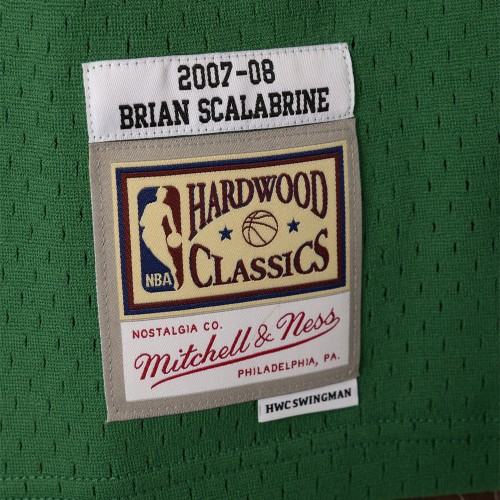 2007-08
BRIAN SCALABRINE
HARDWOOD
CLASSICS
NBA
NOSTALGIA CO.
Mitchell & Ness
PHILADELPHIA, PA.
HWC SWINGMAN